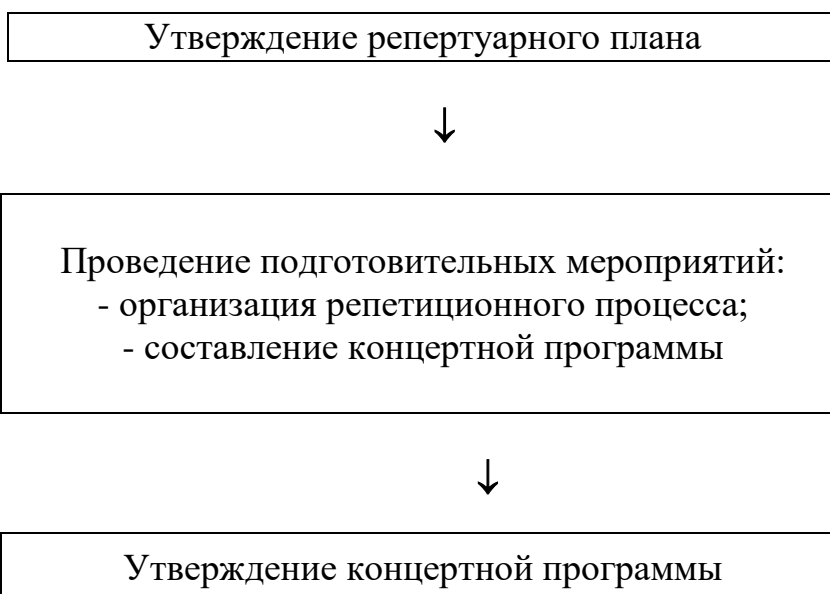 Утверждение репертуарного плана
↓
Проведение подготовительных мероприятий:
- организация репетиционного процесса;
- составление концертной программы
↓
Утверждение концертной программы